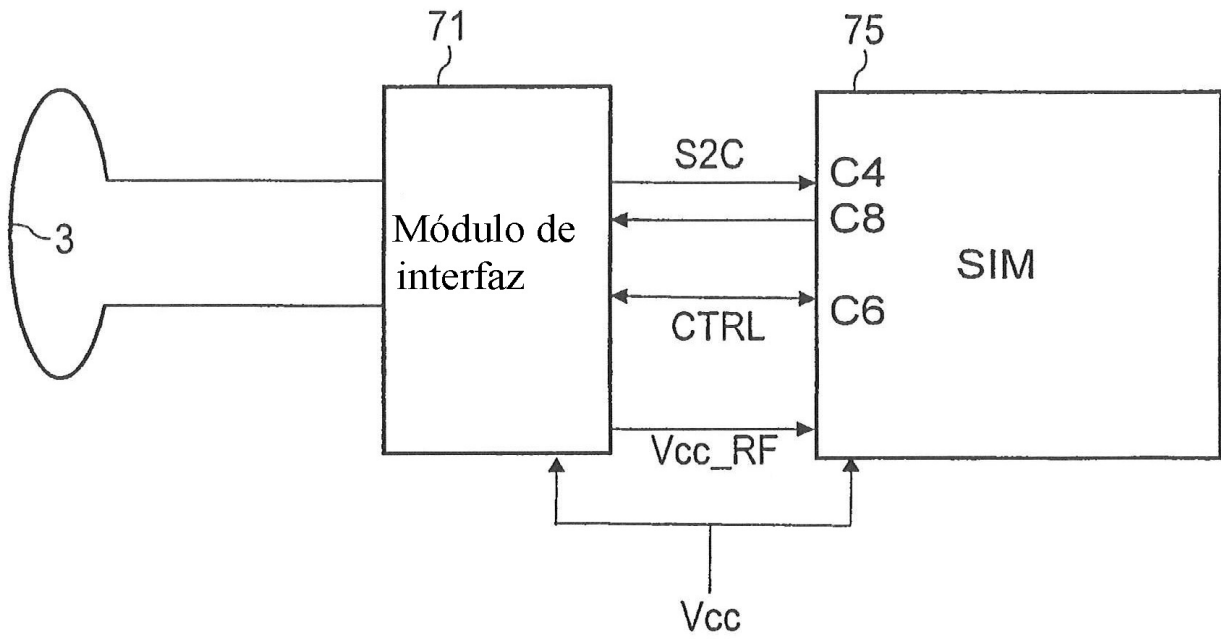 71
75
S2C
C4
C8
3
Módulo de
interfaz
SIM
C6
CTRL
Vcc_RF
Vcc